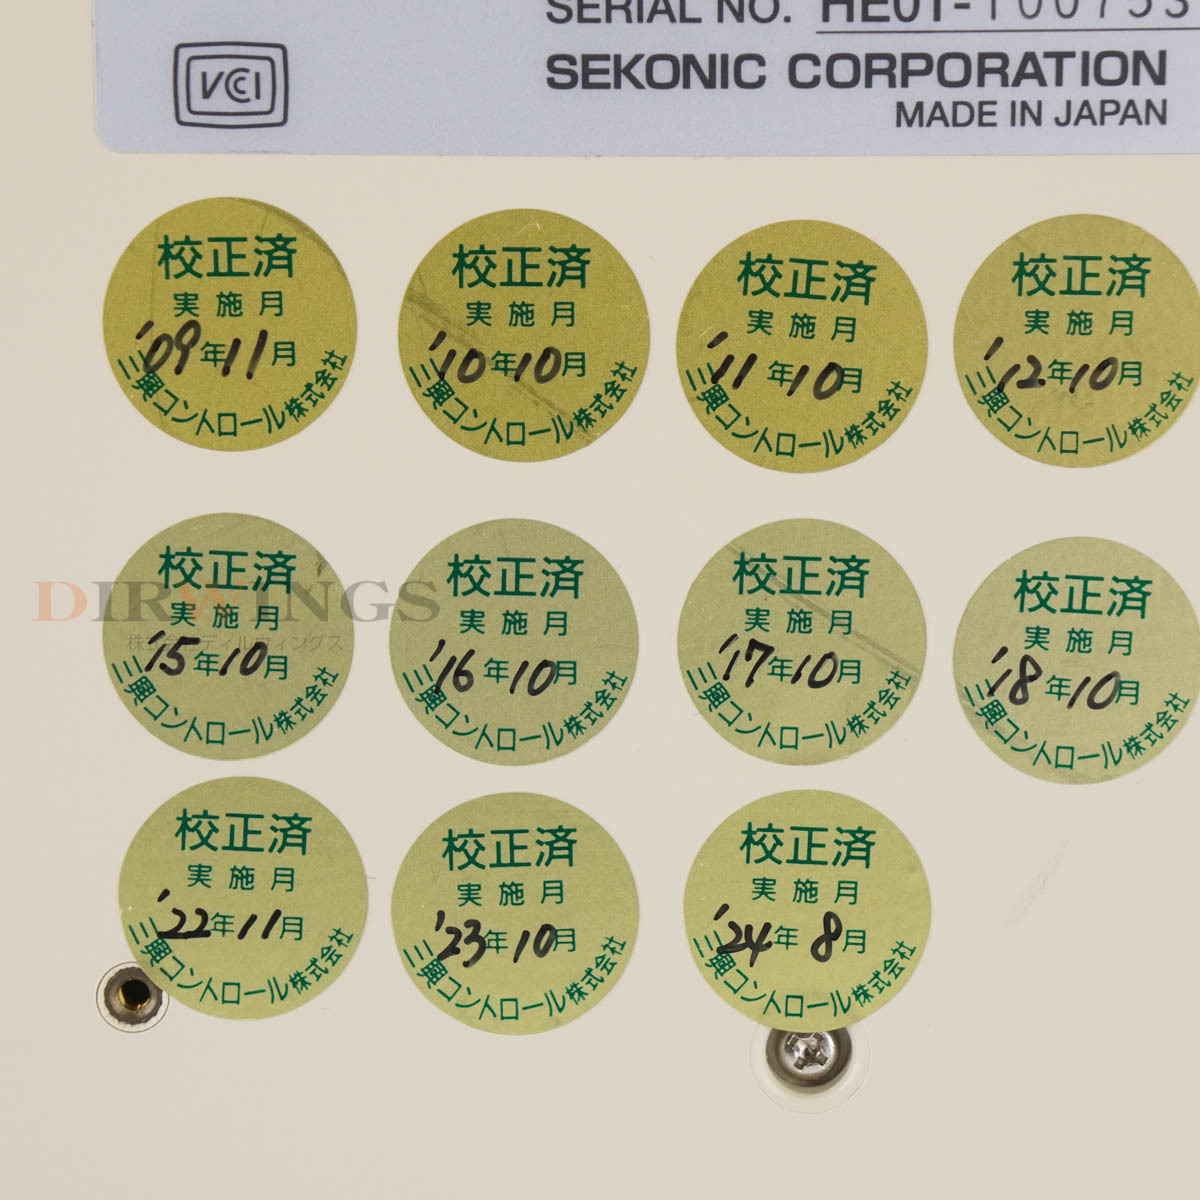 SERIAL NO. HE01-100753
SEKONIC CORPORATION
MADE IN JAPAN
VCCI
校正済
実施月
'09年11月
三興コントロール株式会社
校正済
実施月
'10年10月
三興コントロール株式会社
校正済
実施月
'11年10月
三興コントロール株式会社
校正済
実施月
'12年10月
三興コントロール株式会社
校正済
実施月
'15年10月
三興コントロール株式会社
校正済
実施月
'16年10月
三興コントロール株式会社
校正済
実施月
'17年10月
三興コントロール株式会社
校正済
実施月
'18年10月
三興コントロール株式会社
DIRWINGS
株式会社ディルウィングス
校正済
実施月
'22年11月
三興コントロール株式会社
校正済
実施月
'23年10月
三興コントロール株式会社
校正済
実施月
'24年8月
三興コントロール株式会社